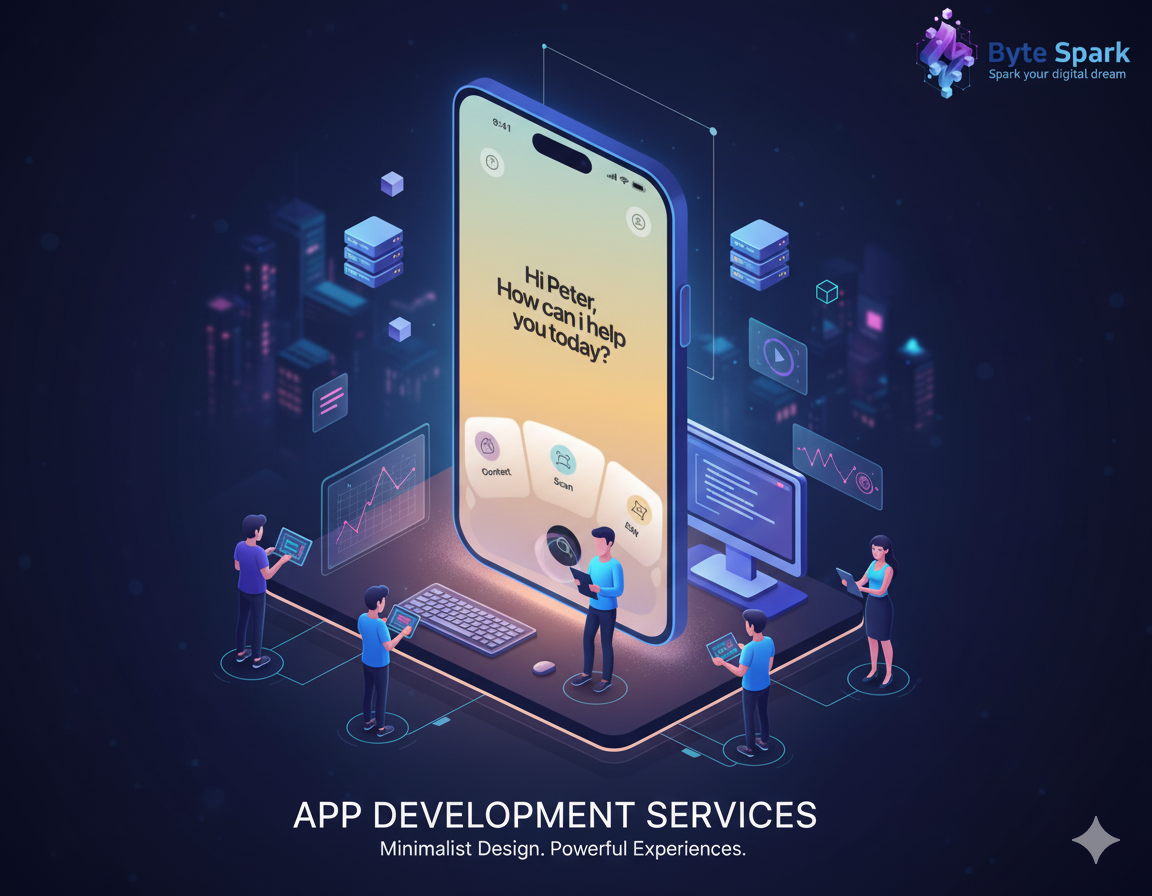 Byte Spark
Spark your digital dream
9:41
Hi Peter,
How can i help
you today?
Scan
APP DEVELOPMENT SERVICES
Minimalist Design. Powerful Experiences.